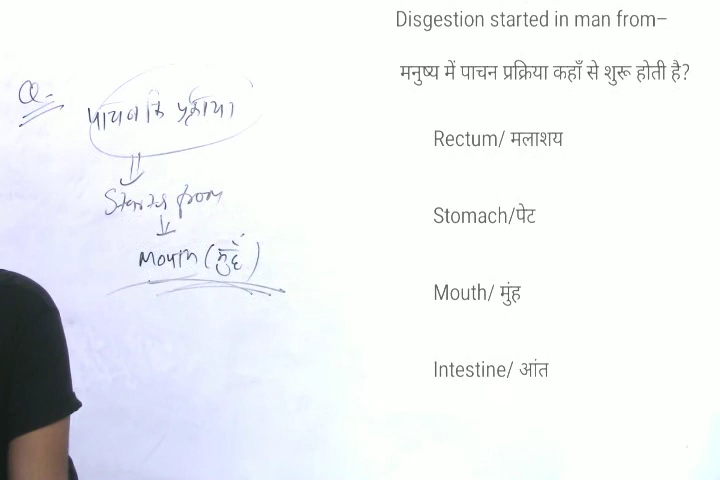 Disgestion started in man from–
मनुष्य में पाचन प्रक्रिया कहाँ से शुरू होती है?
Rectum/ मलाशय
Stomach/पेट
Mouth/ मुंह
Intestine/ आंत
Q.
पाचन कि प्रक्रीया
from
Mouth (मुंह)